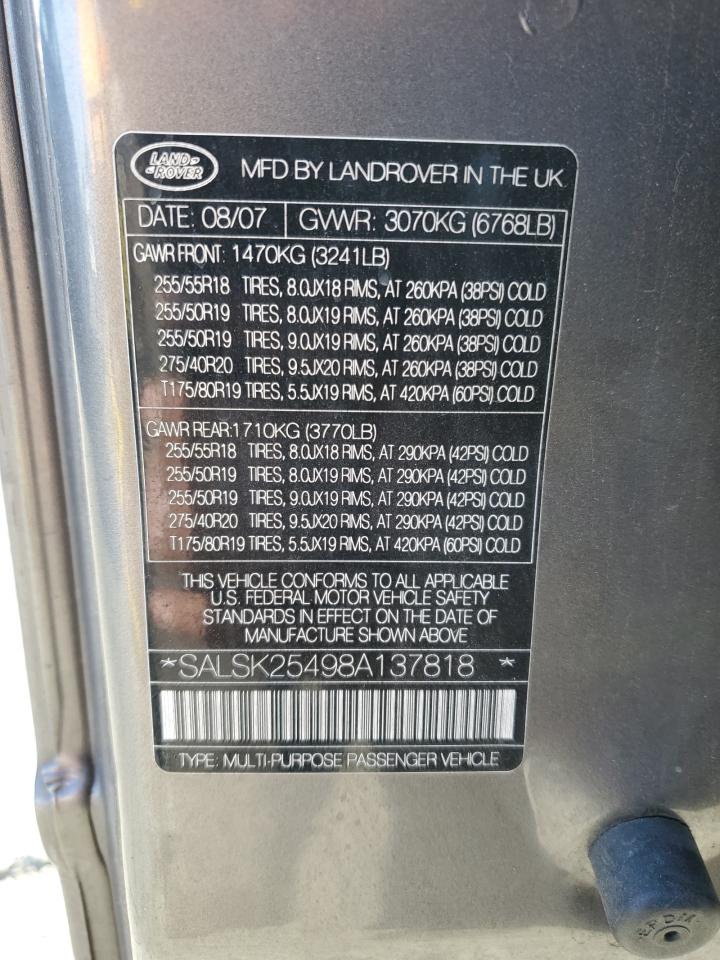 LAND-
ROVER
MFD BY LANDROVER IN THE UK
DATE: 08/07 GVWR: 3070KG (6768LB)
GAWR FRONT: 1470KG (3241LB)
255/55R18 TIRES, 8.0JX18 RIMS, AT 260KPA (38PSI) COLD
255/50R19 TIRES, 8.0JX19 RIMS, AT 260KPA (38PSI) COLD
255/50R19 TIRES, 9.0JX19 RIMS, AT 260KPA (38PSI) COLD
275/40R20 TIRES, 9.5JX20 RIMS, AT 260KPA (38PSI) COLD
T175/80R19 TIRES, 5.5JX19 RIMS, AT 420KPA (60PSI) COLD
GAWR REAR: 1710KG (3770LB)
255/55R18 TIRES, 8.0JX18 RIMS, AT 290KPA (42PSI) COLD
255/50R19 TIRES, 8.0JX19 RIMS, AT 290KPA (42PSI) COLD
255/50R19 TIRES, 9.0JX19 RIMS, AT 290KPA (42PSI) COLD
275/40R20 TIRES, 9.5JX20 RIMS, AT 290KPA (42PSI) COLD
T175/80R19 TIRES, 5.5JX19 RIMS, AT 420KPA (60PSI) COLD
THIS VEHICLE CONFORMS TO ALL APPLICABLE
U.S. FEDERAL MOTOR VEHICLE SAFETY
STANDARDS IN EFFECT ON THE DATE OF
MANUFACTURE SHOWN ABOVE
*SALSK25498A137818 *
TYPE: MULTI-PURPOSE PASSENGER VEHICLE